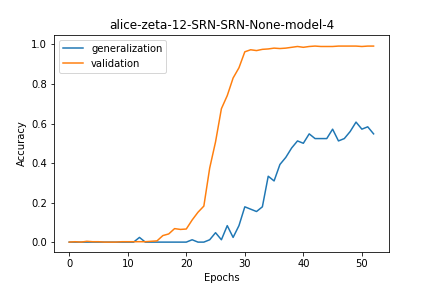 alice-zeta-12-SRN-SRN-None-model-4
1.0
generalization
validation
0.8
0.6
0.4
0.2
0.0
Accuracy
0 10 20 30 40 50
Epochs